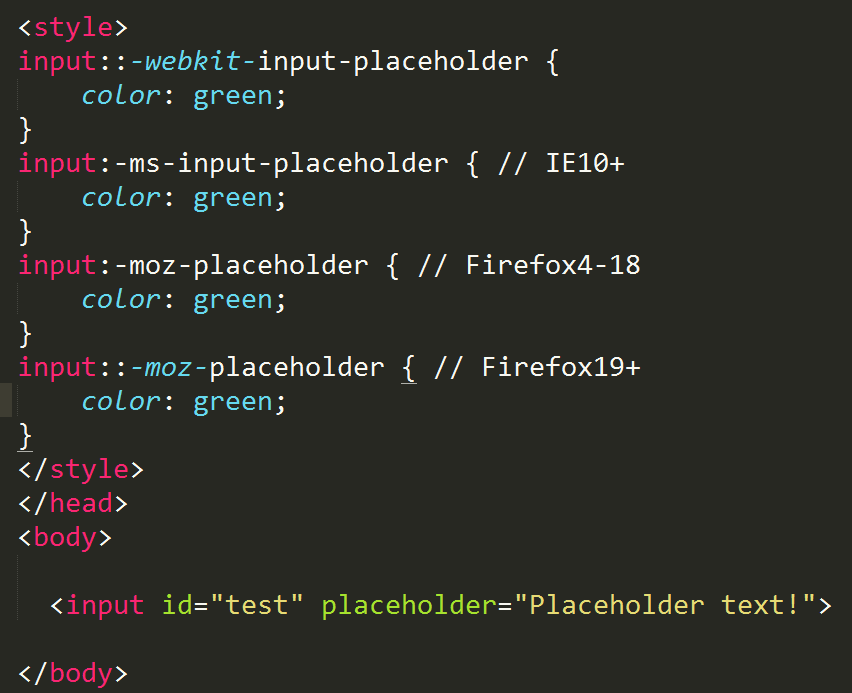 <style>
input::-webkit-input-placeholder {
    color: green;
}
input:-ms-input-placeholder { // IE10+
    color: green;
}
input:-moz-placeholder { // Firefox4-18
    color: green;
}
input::-moz-placeholder { // Firefox19+
    color: green;
}
</style>
</head>
<body>
  <input id="test" placeholder="Placeholder text!">
</body>